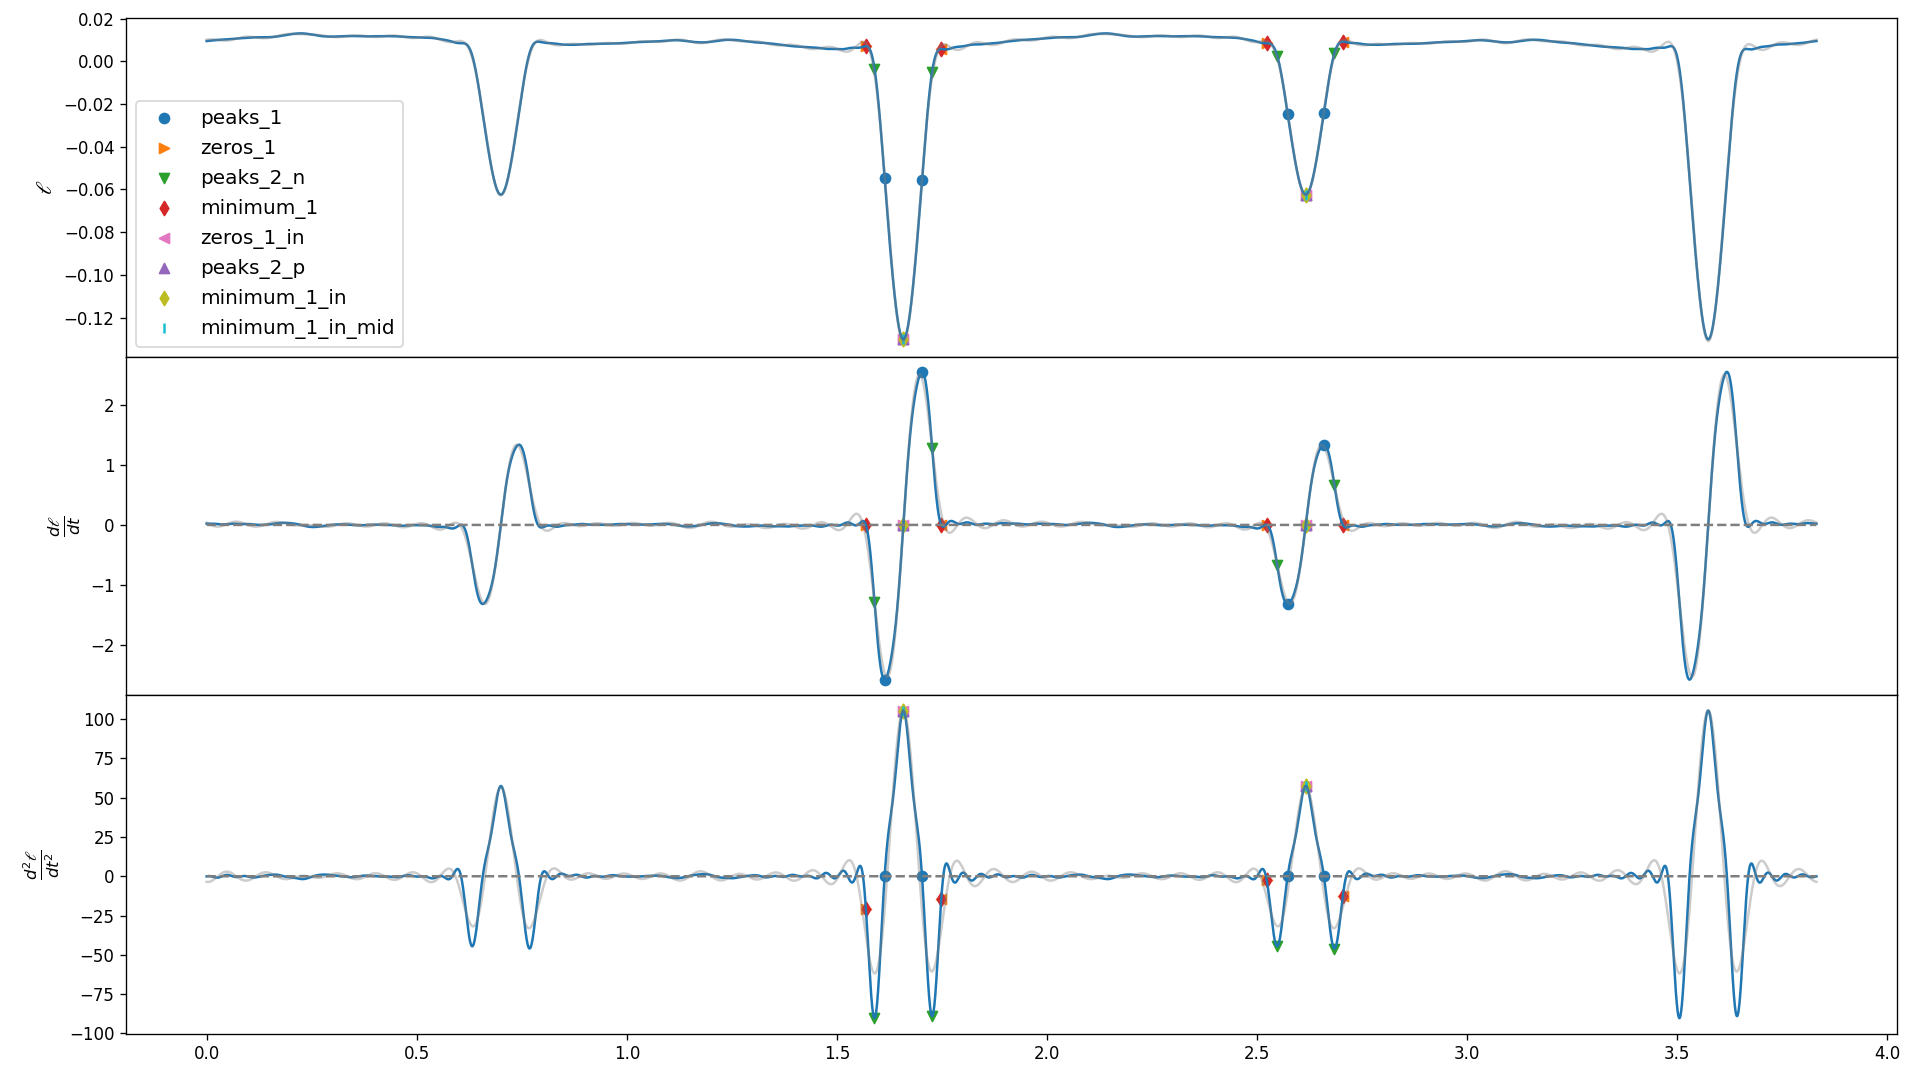 0.02
0.00
−0.02
−0.04
−0.06
−0.08
−0.10
−0.12
ℓ
peaks_1
zeros_1
peaks_2_n
minimum_1
zeros_1_in
peaks_2_p
minimum_1_in
minimum_1_in_mid
2
1
0
−1
−2
dℓ
dt
100
75
50
25
0
−25
−50
−75
−100
d²ℓ
dt²
0.0 0.5 1.0 1.5 2.0 2.5 3.0 3.5 4.0